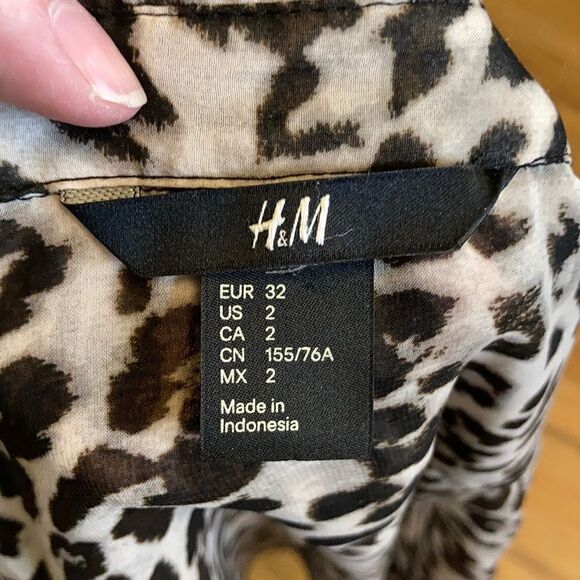 H&M
EUR 32
US 2
CA 2
CN 155/76A
MX 2
Made in
Indonesia